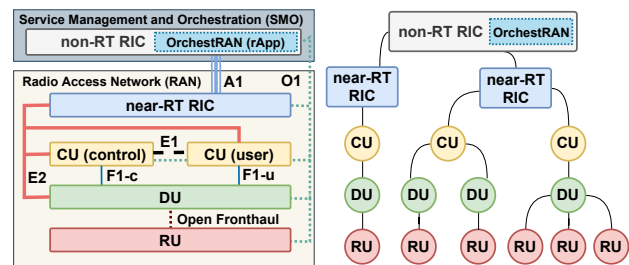 Service Management and Orchestration (SMO)
non-RT RIC
OrchestRAN (rApp)
Radio Access Network (RAN)
A1
O1
near-RT RIC
E1
CU (control)
CU (user)
E2
F1-c
F1-u
DU
Open Fronthaul
RU
non-RT RIC
OrchestRAN
near-RT
RIC
near-RT
RIC
CU
CU
CU
DU
DU
DU
DU
RU
RU
RU
RU
RU
RU